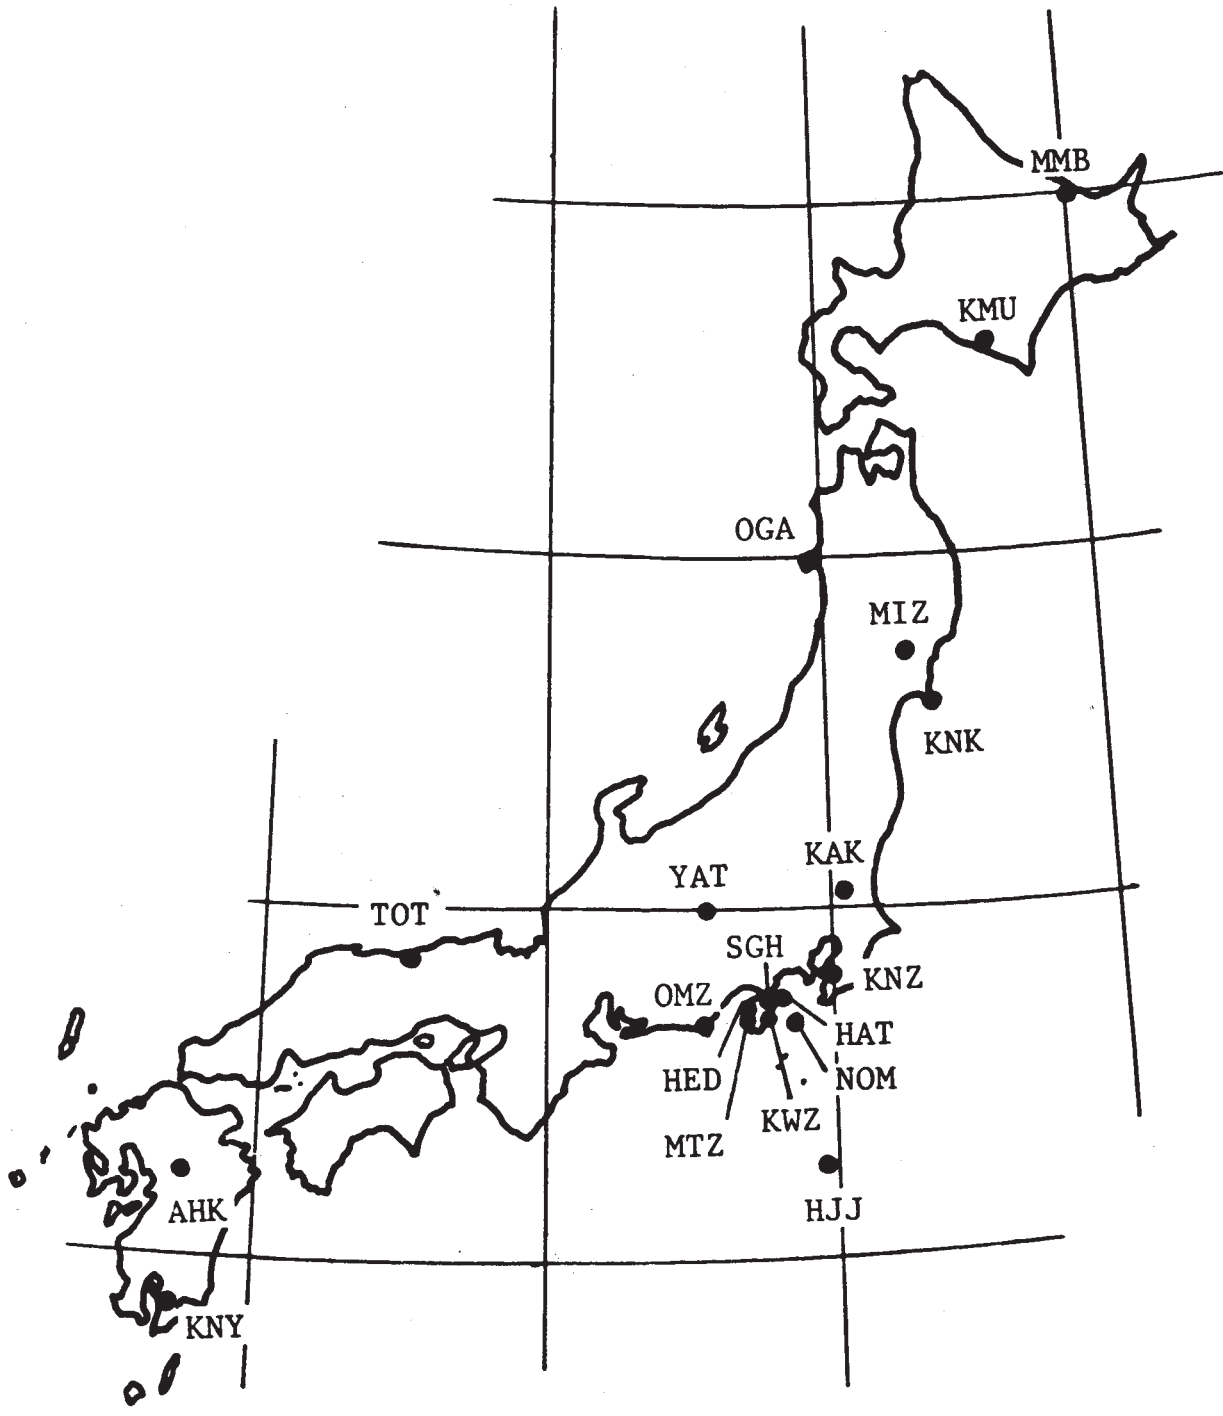 MMB
KMU
OGA
MIZ
KNK
KAK
YAT
TOT
SGH
KNZ
OMZ
HAT
HED
NOM
KWZ
MTZ
AHK
HJJ
KNY